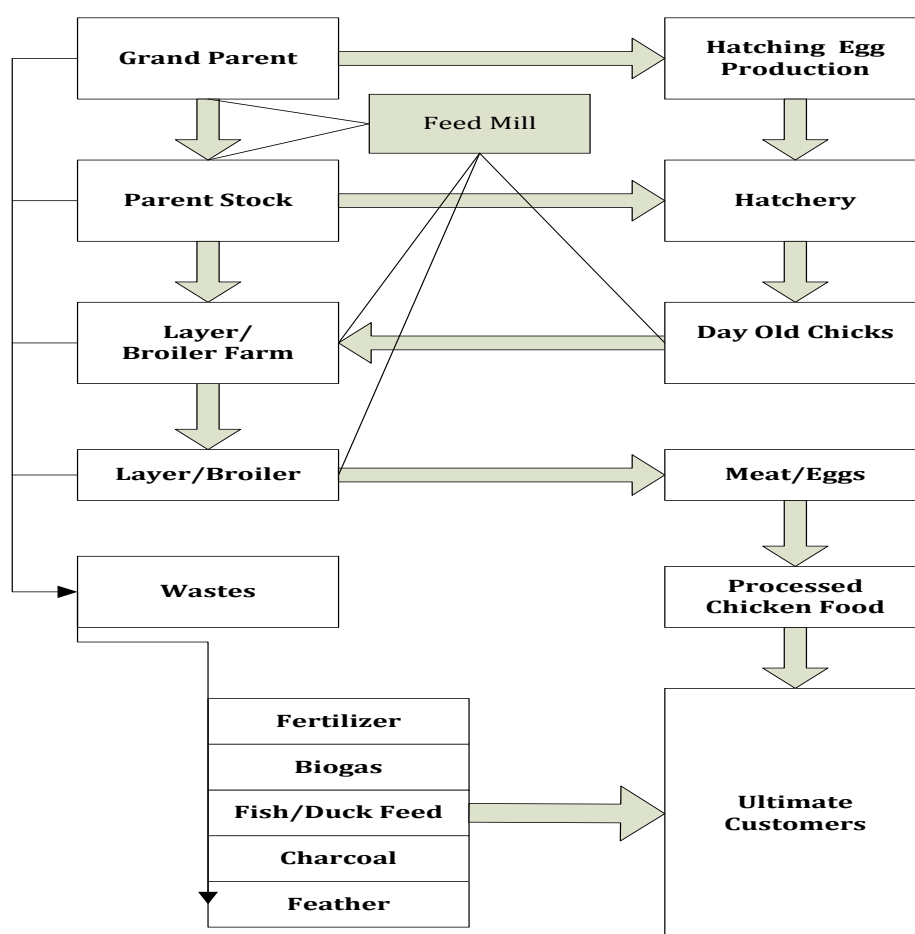 Grand Parent
Hatching Egg
Production
Feed Mill
Parent Stock
Hatchery
Layer/
Broiler Farm
Day Old Chicks
Layer/Broiler
Meat/Eggs
Wastes
Processed
Chicken Food
Fertilizer
Biogas
Fish/Duck Feed
Charcoal
Feather
Ultimate
Customers